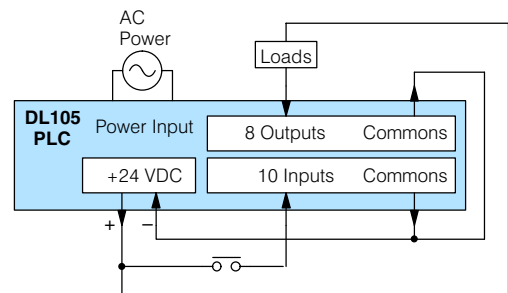 AC
Power
Loads
DL105
PLC
Power Input
8 Outputs Commons
+24 VDC
10 Inputs Commons
+ –